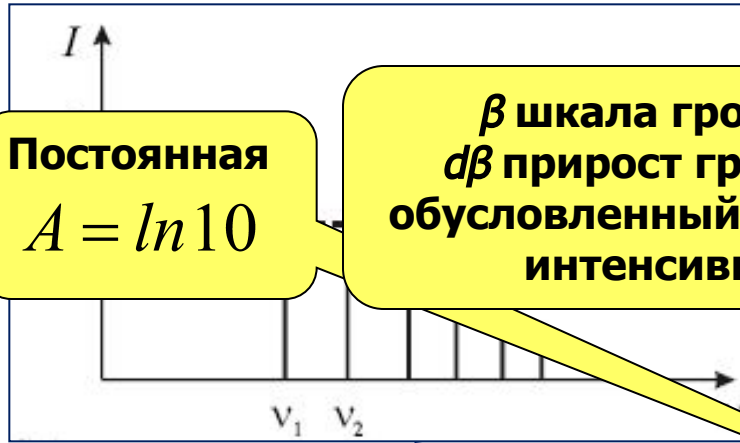 I
Постоянная
A = ln10
β шкала гро
dβ прирост гр
обусловленный
интенсив
ν₁ ν₂